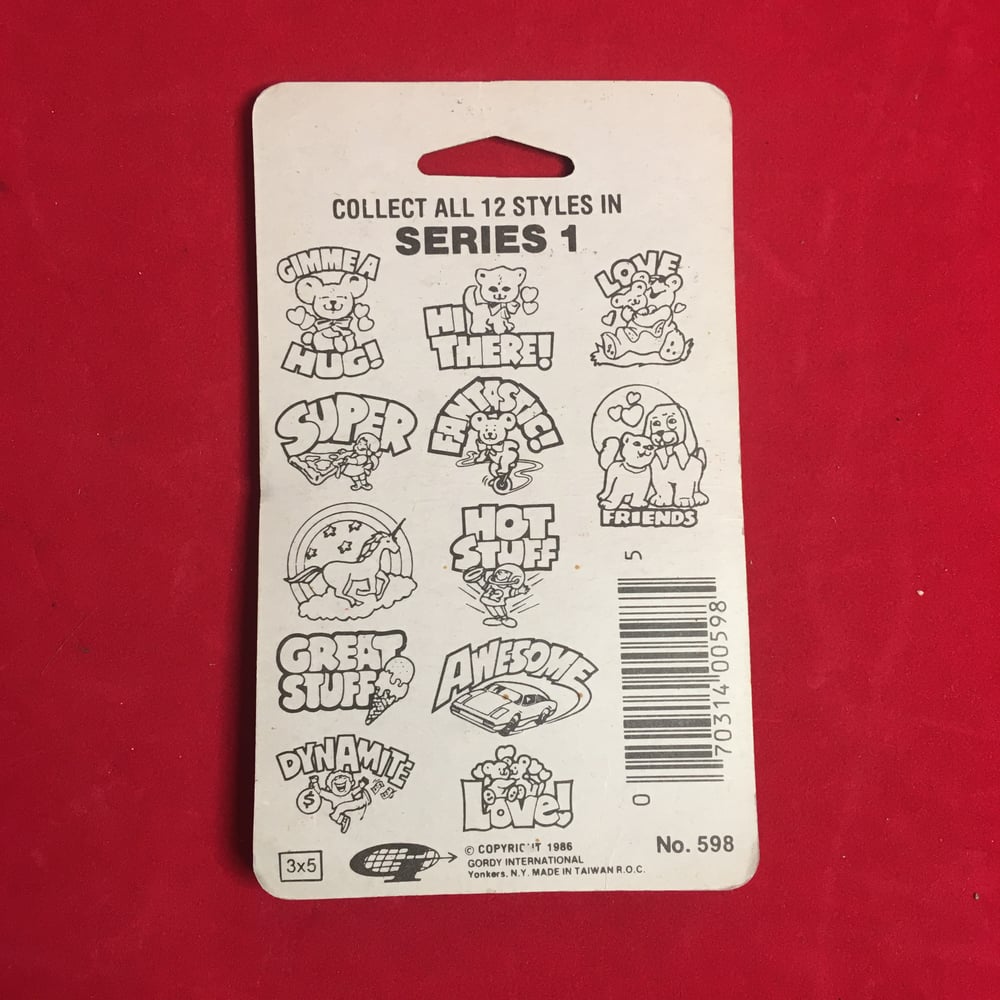 COLLECT ALL 12 STYLES IN
SERIES 1
GIMME A
HUG!
HI
THERE!
LOVE
SUPER
FANTASTIC!
FRIENDS
HOT
STUFF
12
GREAT
STUFF
AWESOME
DYNAMITE
$
LOVE!
5
70314 00598
0
No. 598
3x5
© COPYRIGHT 1986
GORDY INTERNATIONAL
Yonkers, N.Y. MADE IN TAIWAN R.O.C.